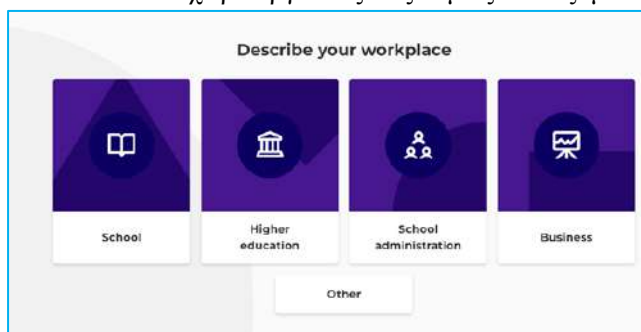 Describe your workplace
School
Higher
education
School
administration
Business
Other